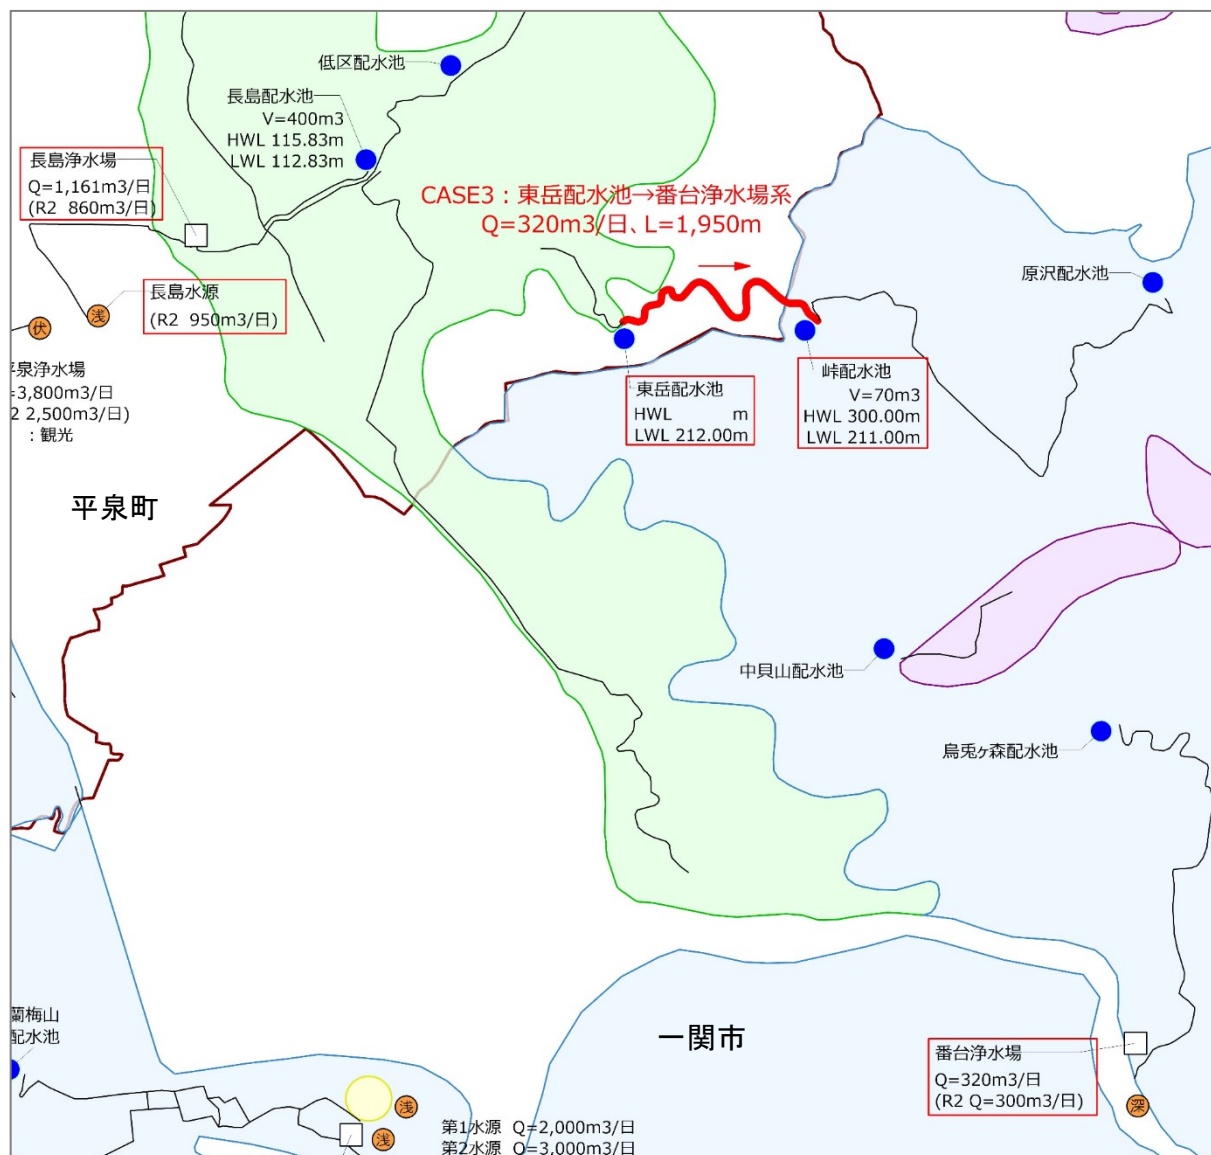 低区配水池
長島配水池
V=400m3
HWL 115.83m
LWL 112.83m
長島浄水場
Q=1,161m3/日
(R2 860m3/日)
CASE3：東岳配水池→番台浄水場系
Q=320m3/日、L=1,950m
原沢配水池
長島水源
(R2 950m3/日)
浅
伏
平泉浄水場
=3,800m3/日
2 2,500m3/日)
：観光
東岳配水池
HWL m
LWL 212.00m
峠配水池
V=70m3
HWL 300.00m
LWL 211.00m
平泉町
中貝山配水池
烏兎ヶ森配水池
蘭梅山
配水池
一関市
番台浄水場
Q=320m3/日
(R2 Q=300m3/日)
深
浅
浅
第1水源 Q=2,000m3/日
第2水源 Q=3,000m3/日